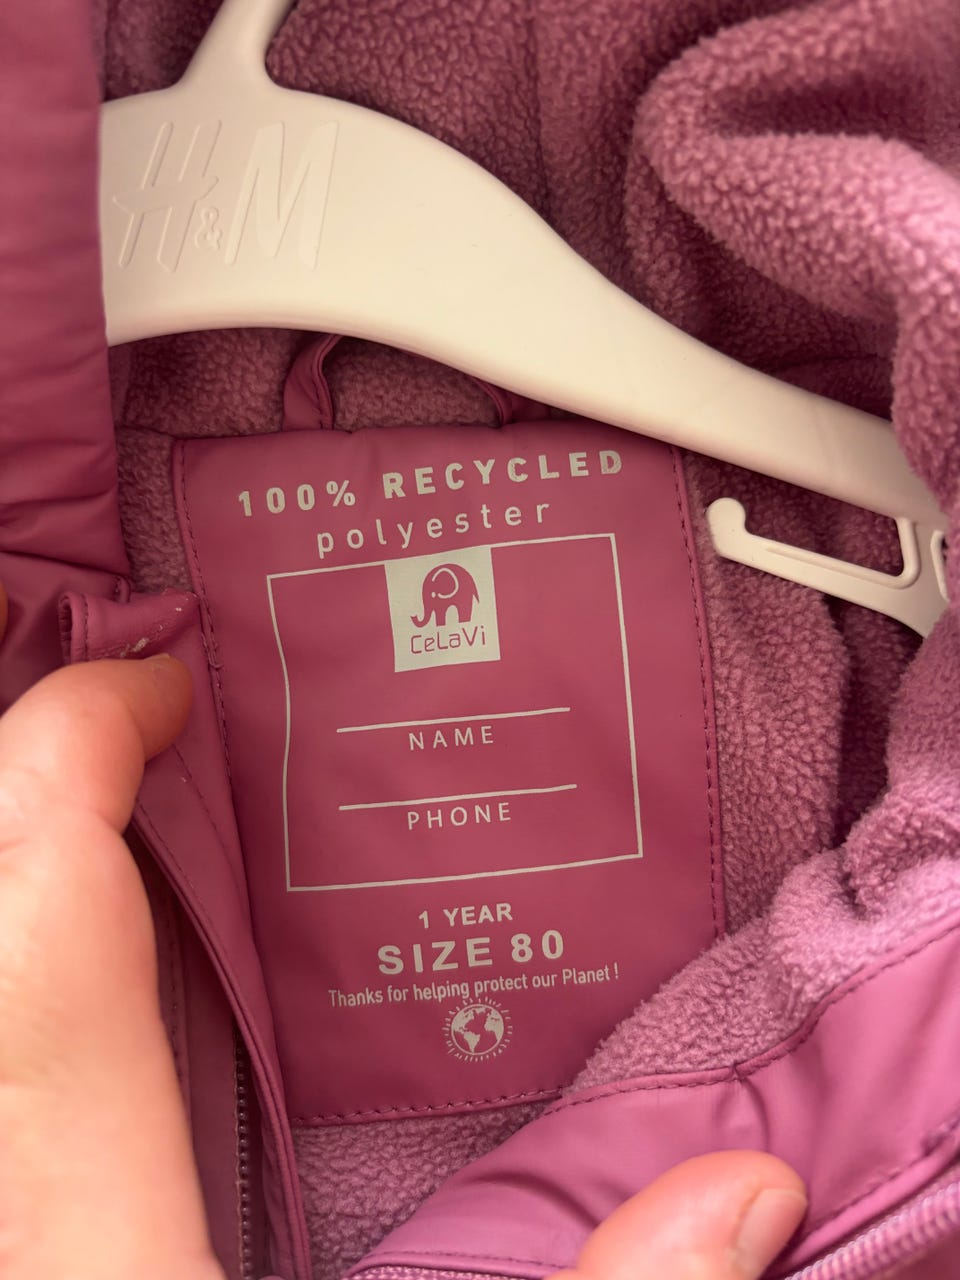 H&M
100% RECYCLED
polyester
CeLaVi
NAME
PHONE
1 YEAR
SIZE 80
Thanks for helping protect our Planet !